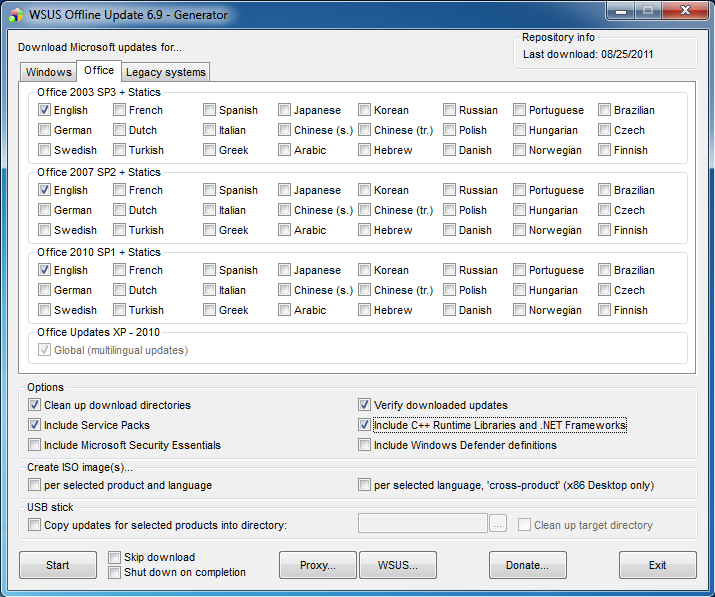 WSUS Offline Update 6.9 - Generator
Download Microsoft updates for...
Repository info
Last download: 08/25/2011
Windows Office Legacy systems
Office 2003 SP3 + Statics
English French Spanish Japanese Korean Russian Portuguese Brazilian
German Dutch Italian Chinese (s.) Chinese (tr.) Polish Hungarian Czech
Swedish Turkish Greek Arabic Hebrew Danish Norwegian Finnish
Office 2007 SP2 + Statics
English French Spanish Japanese Korean Russian Portuguese Brazilian
German Dutch Italian Chinese (s.) Chinese (tr.) Polish Hungarian Czech
Swedish Turkish Greek Arabic Hebrew Danish Norwegian Finnish
Office 2010 SP1 + Statics
English French Spanish Japanese Korean Russian Portuguese Brazilian
German Dutch Italian Chinese (s.) Chinese (tr.) Polish Hungarian Czech
Swedish Turkish Greek Arabic Hebrew Danish Norwegian Finnish
Office Updates XP - 2010
Global (multilingual updates)
Options
Clean up download directories Verify downloaded updates
Include Service Packs Include C++ Runtime Libraries and .NET Frameworks
Include Microsoft Security Essentials Include Windows Defender definitions
Create ISO image(s)...
per selected product and language per selected language, 'cross-product' (x86 Desktop only)
USB stick
Copy updates for selected products into directory: ... Clean up target directory
Start Skip download Proxy... WSUS... Donate... Exit
Shut down on completion